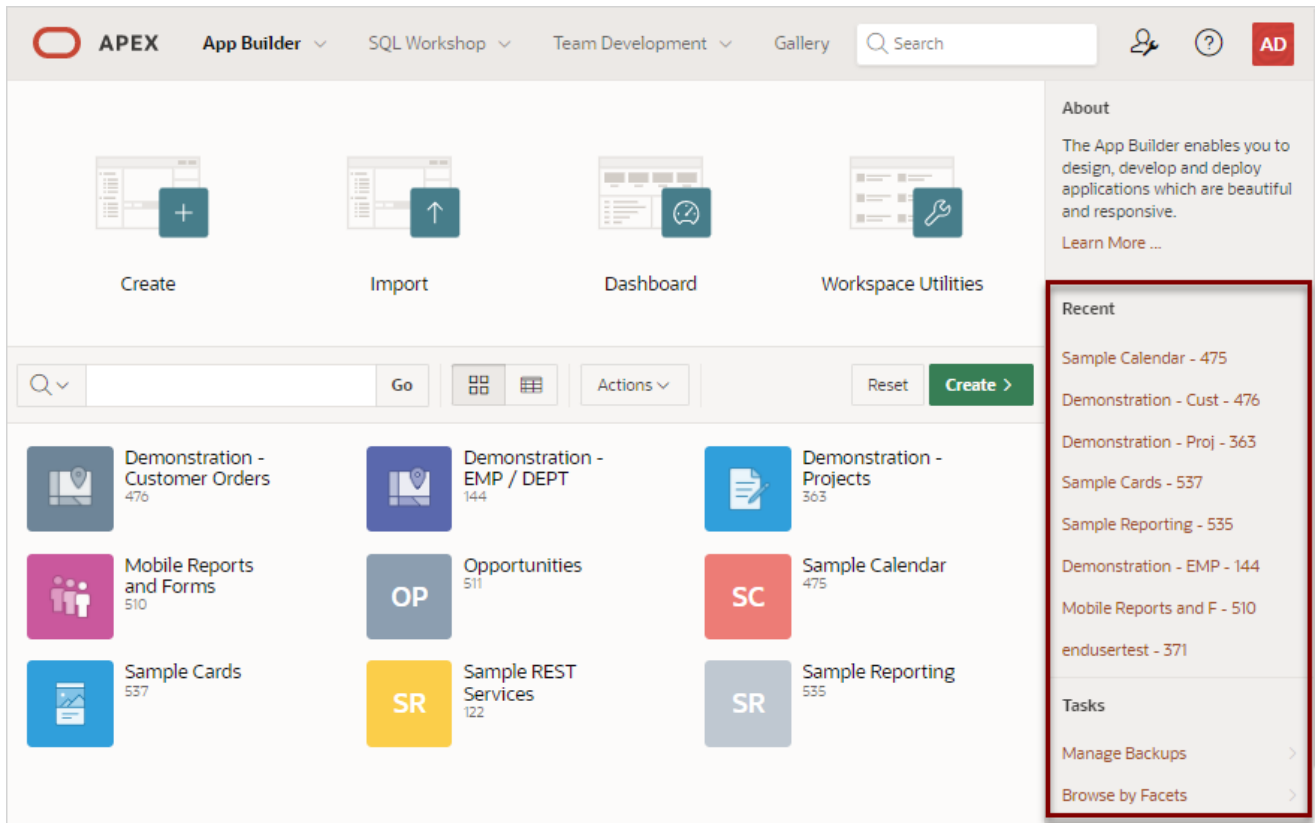 APEX
App Builder
SQL Workshop
Team Development
Gallery
Search
AD
Create
Import
Dashboard
Workspace Utilities
Go
Actions
Reset
Create
Demonstration -
Customer Orders
476
Demonstration -
EMP / DEPT
144
Demonstration -
Projects
363
Mobile Reports
and Forms
510
OP
Opportunities
511
SC
Sample Calendar
475
Sample Cards
537
SR
Sample REST
Services
122
SR
Sample Reporting
535
About
The App Builder enables you to
design, develop and deploy
applications which are beautiful
and responsive.
Learn More ...
Recent
Sample Calendar - 475
Demonstration - Cust - 476
Demonstration - Proj - 363
Sample Cards - 537
Sample Reporting - 535
Demonstration - EMP - 144
Mobile Reports and F - 510
endusertest - 371
Tasks
Manage Backups
Browse by Facets